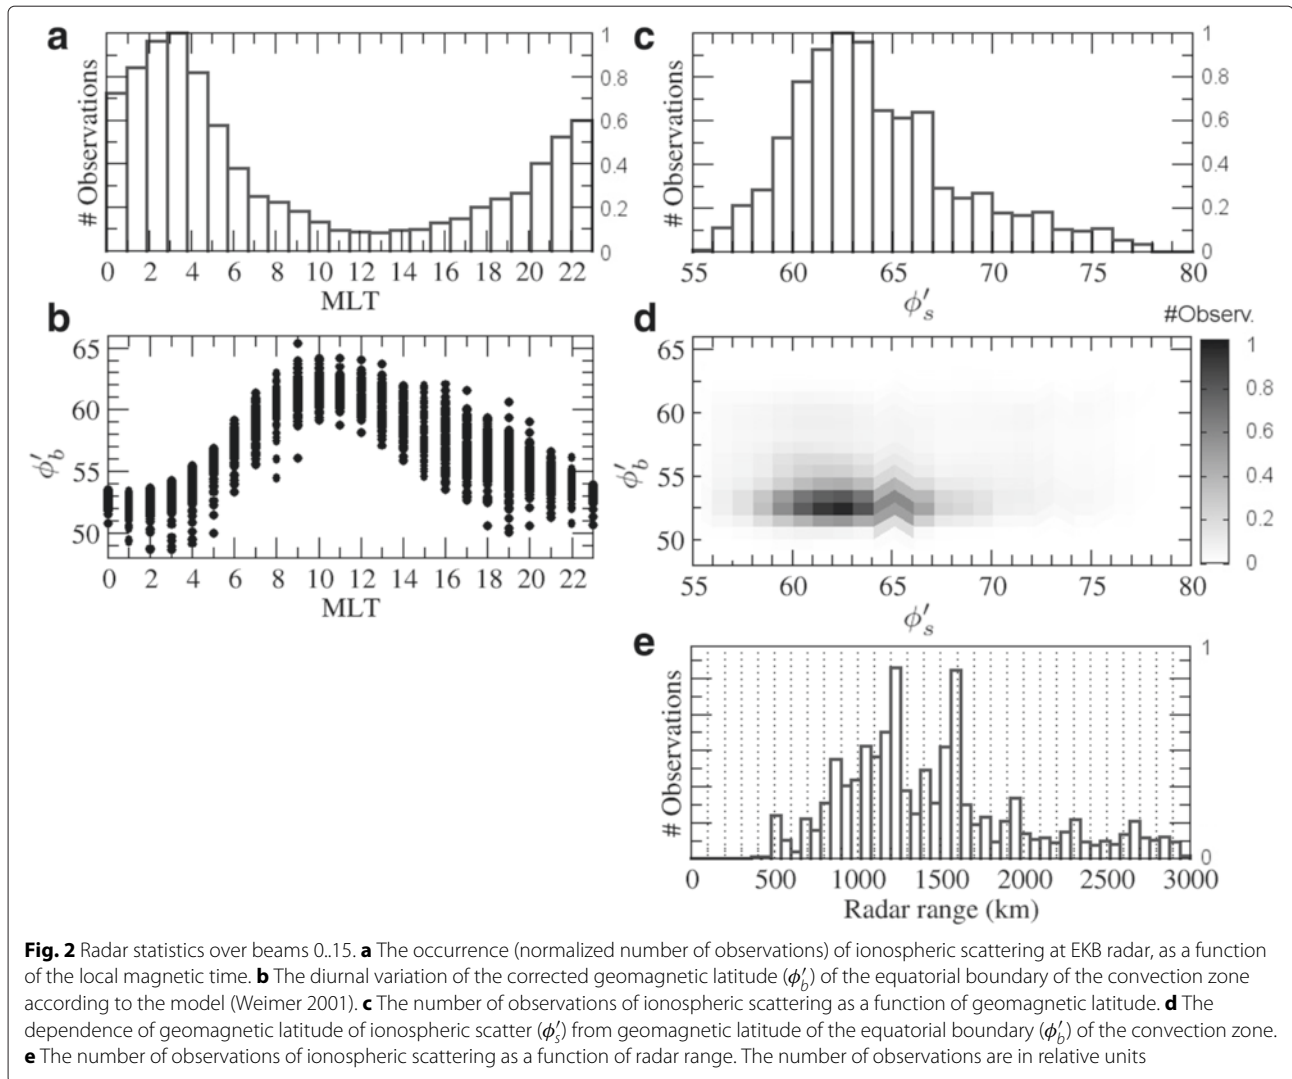 a
# Observations
1
0.8
0.6
0.4
0.2
0
0 2 4 6 8 10 12 14 16 18 20 22
MLT
c
# Observations
1
0.8
0.6
0.4
0.2
0
55 60 65 70 75 80
ϕ′s
b
ϕ′b
65
60
55
50
0 2 4 6 8 10 12 14 16 18 20 22
MLT
d
#Observ.
ϕ′b
65
60
55
50
1
0.8
0.6
0.4
0.2
0
55 60 65 70 75 80
ϕ′s
e
# Observations
1
0
0 500 1000 1500 2000 2500 3000
Radar range (km)
Fig. 2 Radar statistics over beams 0..15. a The occurrence (normalized number of observations) of ionospheric scattering at EKB radar, as a function
of the local magnetic time. b The diurnal variation of the corrected geomagnetic latitude (ϕ′b) of the equatorial boundary of the convection zone
according to the model (Weimer 2001). c The number of observations of ionospheric scattering as a function of geomagnetic latitude. d The
dependence of geomagnetic latitude of ionospheric scatter (ϕ′s) from geomagnetic latitude of the equatorial boundary (ϕ′b) of the convection zone.
e The number of observations of ionospheric scattering as a function of radar range. The number of observations are in relative units